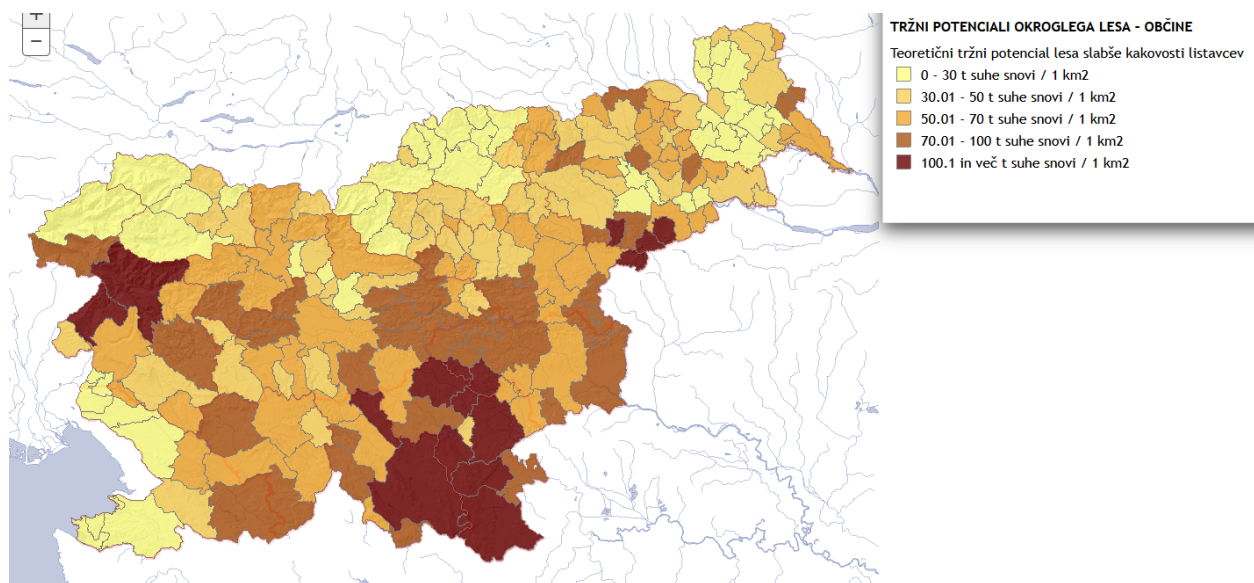 +
−
TRŽNI POTENCIALI OKROGLEGA LESA - OBČINE
Teoretični tržni potencial lesa slabše kakovosti listavcev
0 - 30 t suhe snovi / 1 km2
30.01 - 50 t suhe snovi / 1 km2
50.01 - 70 t suhe snovi / 1 km2
70.01 - 100 t suhe snovi / 1 km2
100.1 in več t suhe snovi / 1 km2